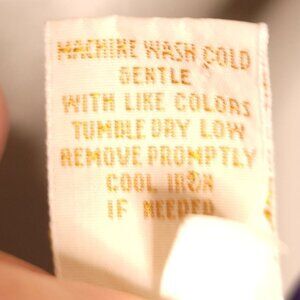 MACHINE WASH COLD
GENTLE
WITH LIKE COLORS
TUMBLE DRY LOW
REMOVE PROMPTLY
COOL IRON
IF NEEDED